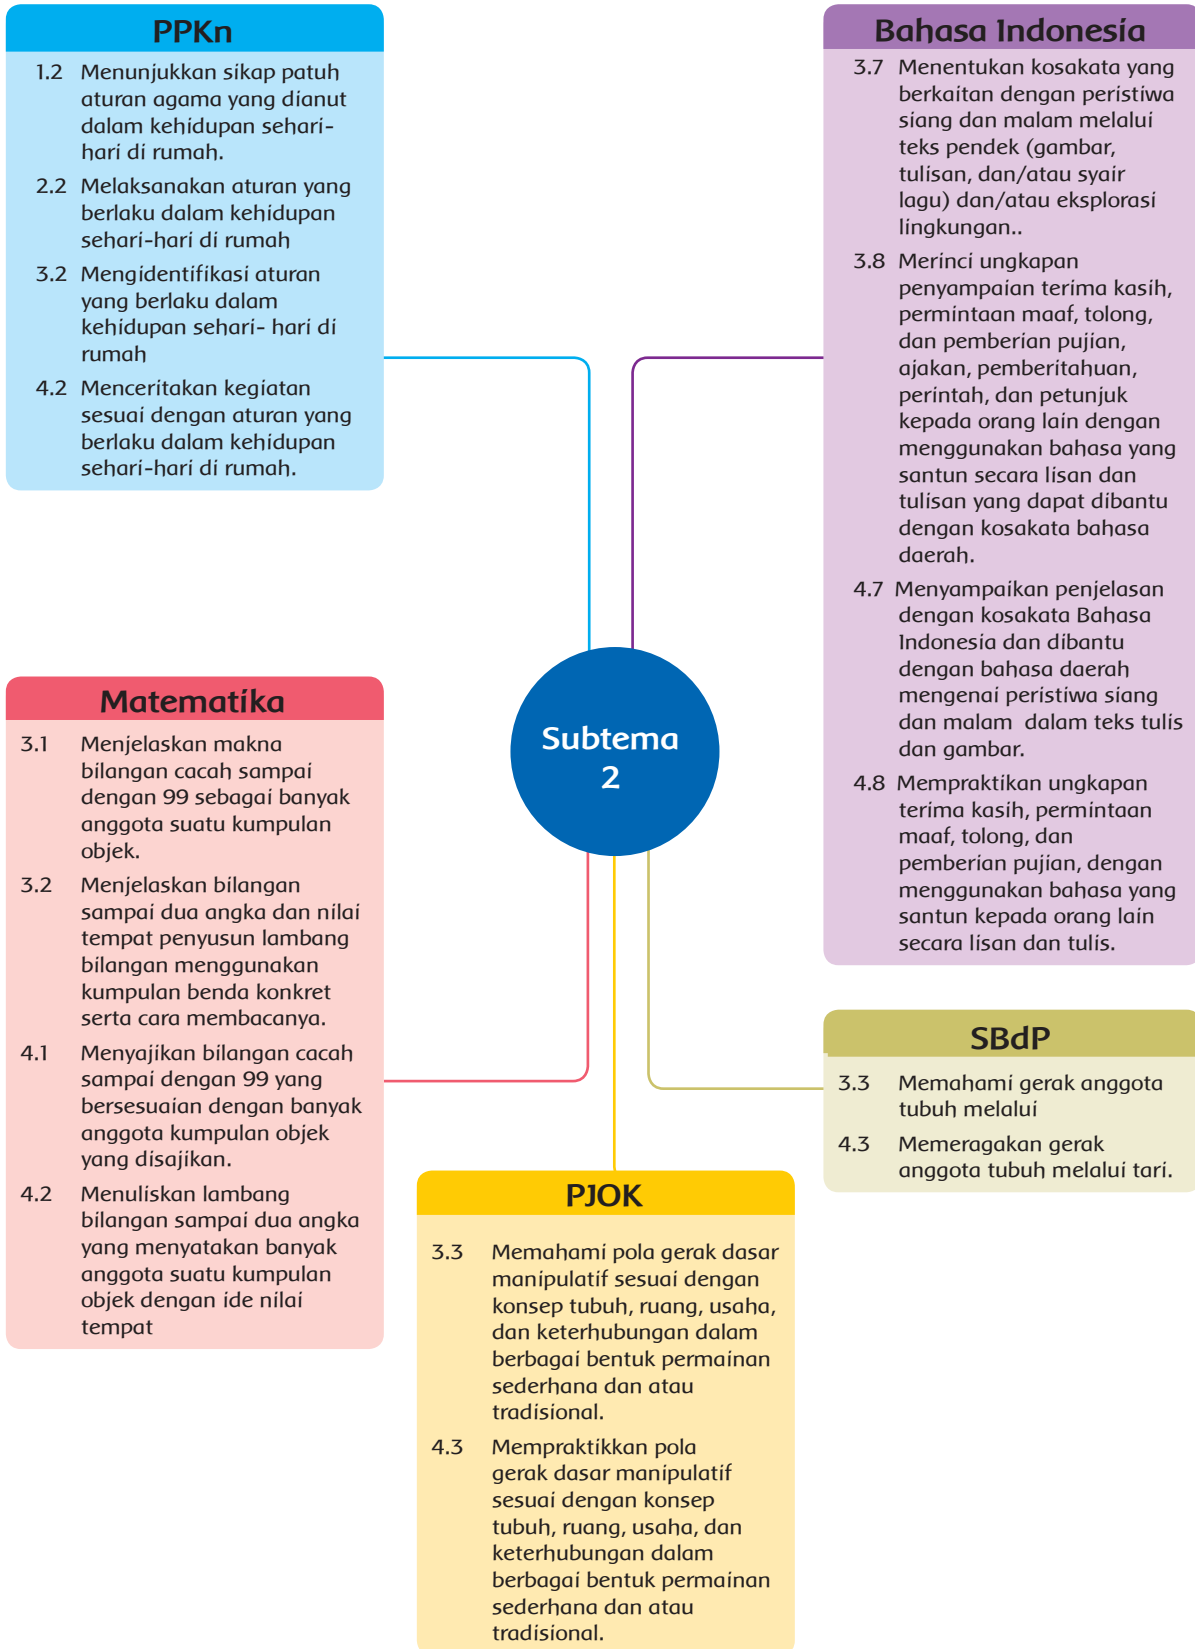 PPKn
1.2 Menunjukkan sikap patuh
aturan agama yang dianut
dalam kehidupan sehari-
hari di rumah.
2.2 Melaksanakan aturan yang
berlaku dalam kehidupan
sehari-hari di rumah
3.2 Mengidentifikasi aturan
yang berlaku dalam
kehidupan sehari- hari di
rumah
4.2 Menceritakan kegiatan
sesuai dengan aturan yang
berlaku dalam kehidupan
sehari-hari di rumah.
Bahasa Indonesia
3.7 Menentukan kosakata yang
berkaitan dengan peristiwa
siang dan malam melalui
teks pendek (gambar,
tulisan, dan/atau syair
lagu) dan/atau eksplorasi
lingkungan..
3.8 Merinci ungkapan
penyampaian terima kasih,
permintaan maaf, tolong,
dan pemberian pujian,
ajakan, pemberitahuan,
perintah, dan petunjuk
kepada orang lain dengan
menggunakan bahasa yang
santun secara lisan dan
tulisan yang dapat dibantu
dengan kosakata bahasa
daerah.
4.7 Menyampaikan penjelasan
dengan kosakata Bahasa
Indonesia dan dibantu
dengan bahasa daerah
mengenai peristiwa siang
dan malam dalam teks tulis
dan gambar.
4.8 Mempraktikan ungkapan
terima kasih, permintaan
maaf, tolong, dan
pemberian pujian, dengan
menggunakan bahasa yang
santun kepada orang lain
secara lisan dan tulis.
Subtema
2
Matematika
3.1 Menjelaskan makna
bilangan cacah sampai
dengan 99 sebagai banyak
anggota suatu kumpulan
objek.
3.2 Menjelaskan bilangan
sampai dua angka dan nilai
tempat penyusun lambang
bilangan menggunakan
kumpulan benda konkret
serta cara membacanya.
4.1 Menyajikan bilangan cacah
sampai dengan 99 yang
bersesuaian dengan banyak
anggota kumpulan objek
yang disajikan.
4.2 Menuliskan lambang
bilangan sampai dua angka
yang menyatakan banyak
anggota suatu kumpulan
objek dengan ide nilai
tempat
SBdP
3.3 Memahami gerak anggota
tubuh melalui
4.3 Memeragakan gerak
anggota tubuh melalui tari.
PJOK
3.3 Memahami pola gerak dasar
manipulatif sesuai dengan
konsep tubuh, ruang, usaha,
dan keterhubungan dalam
berbagai bentuk permainan
sederhana dan atau
tradisional.
4.3 Mempraktikkan pola
gerak dasar manipulatif
sesuai dengan konsep
tubuh, ruang, usaha, dan
keterhubungan dalam
berbagai bentuk permainan
sederhana dan atau
tradisional.